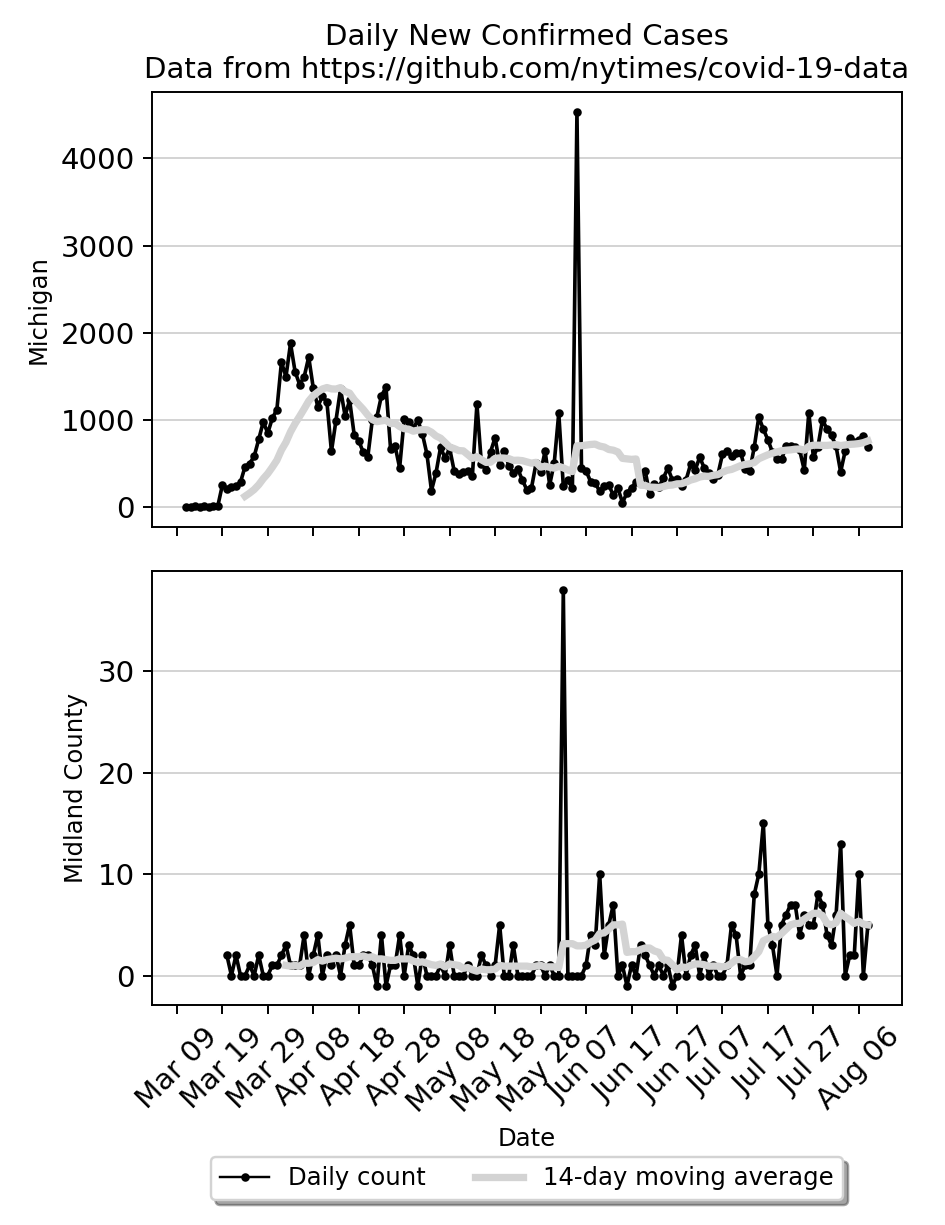 Daily New Confirmed Cases
Data from https://github.com/nytimes/covid-19-data
4000
3000
2000
1000
0
Michigan
30
20
10
0
Midland County
Mar 09
Mar 19
Mar 29
Apr 08
Apr 18
Apr 28
May 08
May 18
May 28
Jun 07
Jun 17
Jun 27
Jul 07
Jul 17
Jul 27
Aug 06
Date
Daily count
14-day moving average